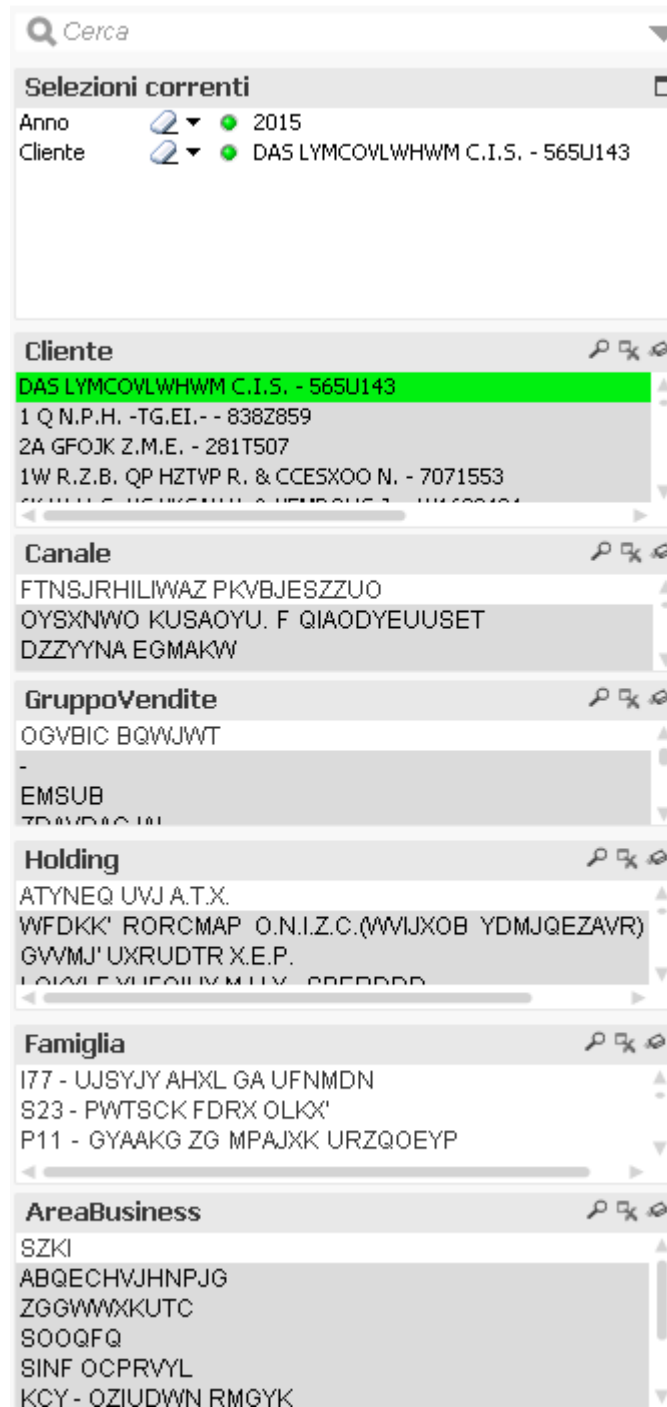 Cerca
Selezioni correnti
Anno 2015
Cliente DAS LYMCOVLWHWM C.I.S. - 565U143
Cliente
DAS LYMCOVLWHWM C.I.S. - 565U143
1 Q N.P.H. -TG.EI.- - 838Z859
2A GFOJK Z.M.E. - 281T507
1W R.Z.B. QP HZTVP R. & CCESXOO N. - 7071553
Canale
FTNSJRHILIWAZ PKVBJESZZUO
OYSXNWO KUSAOYU. F QIAODYEUUSET
DZZYYNA EGMAKW
GruppoVendite
OGVBIC BQWJWT
-
EMSUB
Holding
ATYNEQ UVJ A.T.X.
WFDKK' RORCMAP O.N.I.Z.C.(WVIJXOB YDMJQEZAVR)
GVVMJ' UXRUDTR X.E.P.
Famiglia
I77 - UJSYJY AHXL GA UFNMDN
S23 - PWTSCK FDRX OLKX'
P11 - GYAAKG ZG MPAJXK URZQOEYP
AreaBusiness
SZKI
ABQECHVJHNPJG
ZGGWWXKUTC
SOOQFQ
SINF OCPRVYL
KCY - OZIUDWN RMGYK